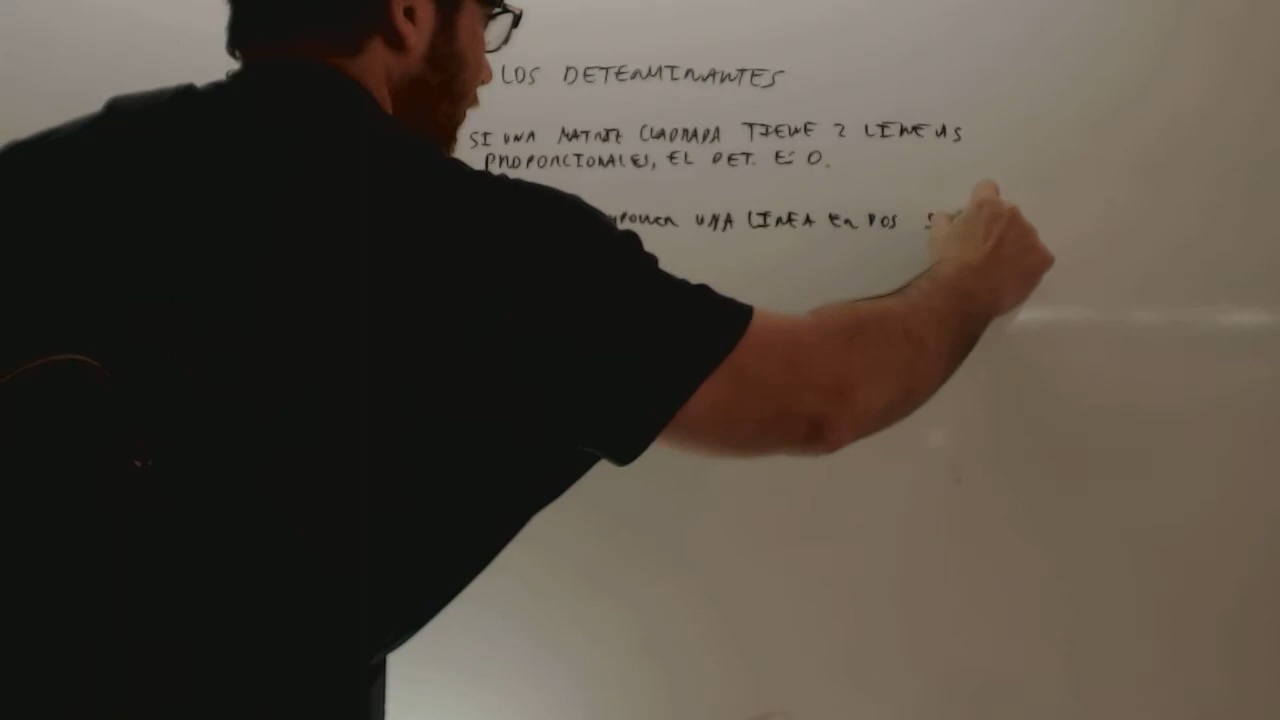 LOS DETERMINANTES
SI UNA MATRIZ CUADRADA TIENE 2 LINEAS
PROPORCIONALES, EL DET. ES 0.
UNA LINEA EN DOS